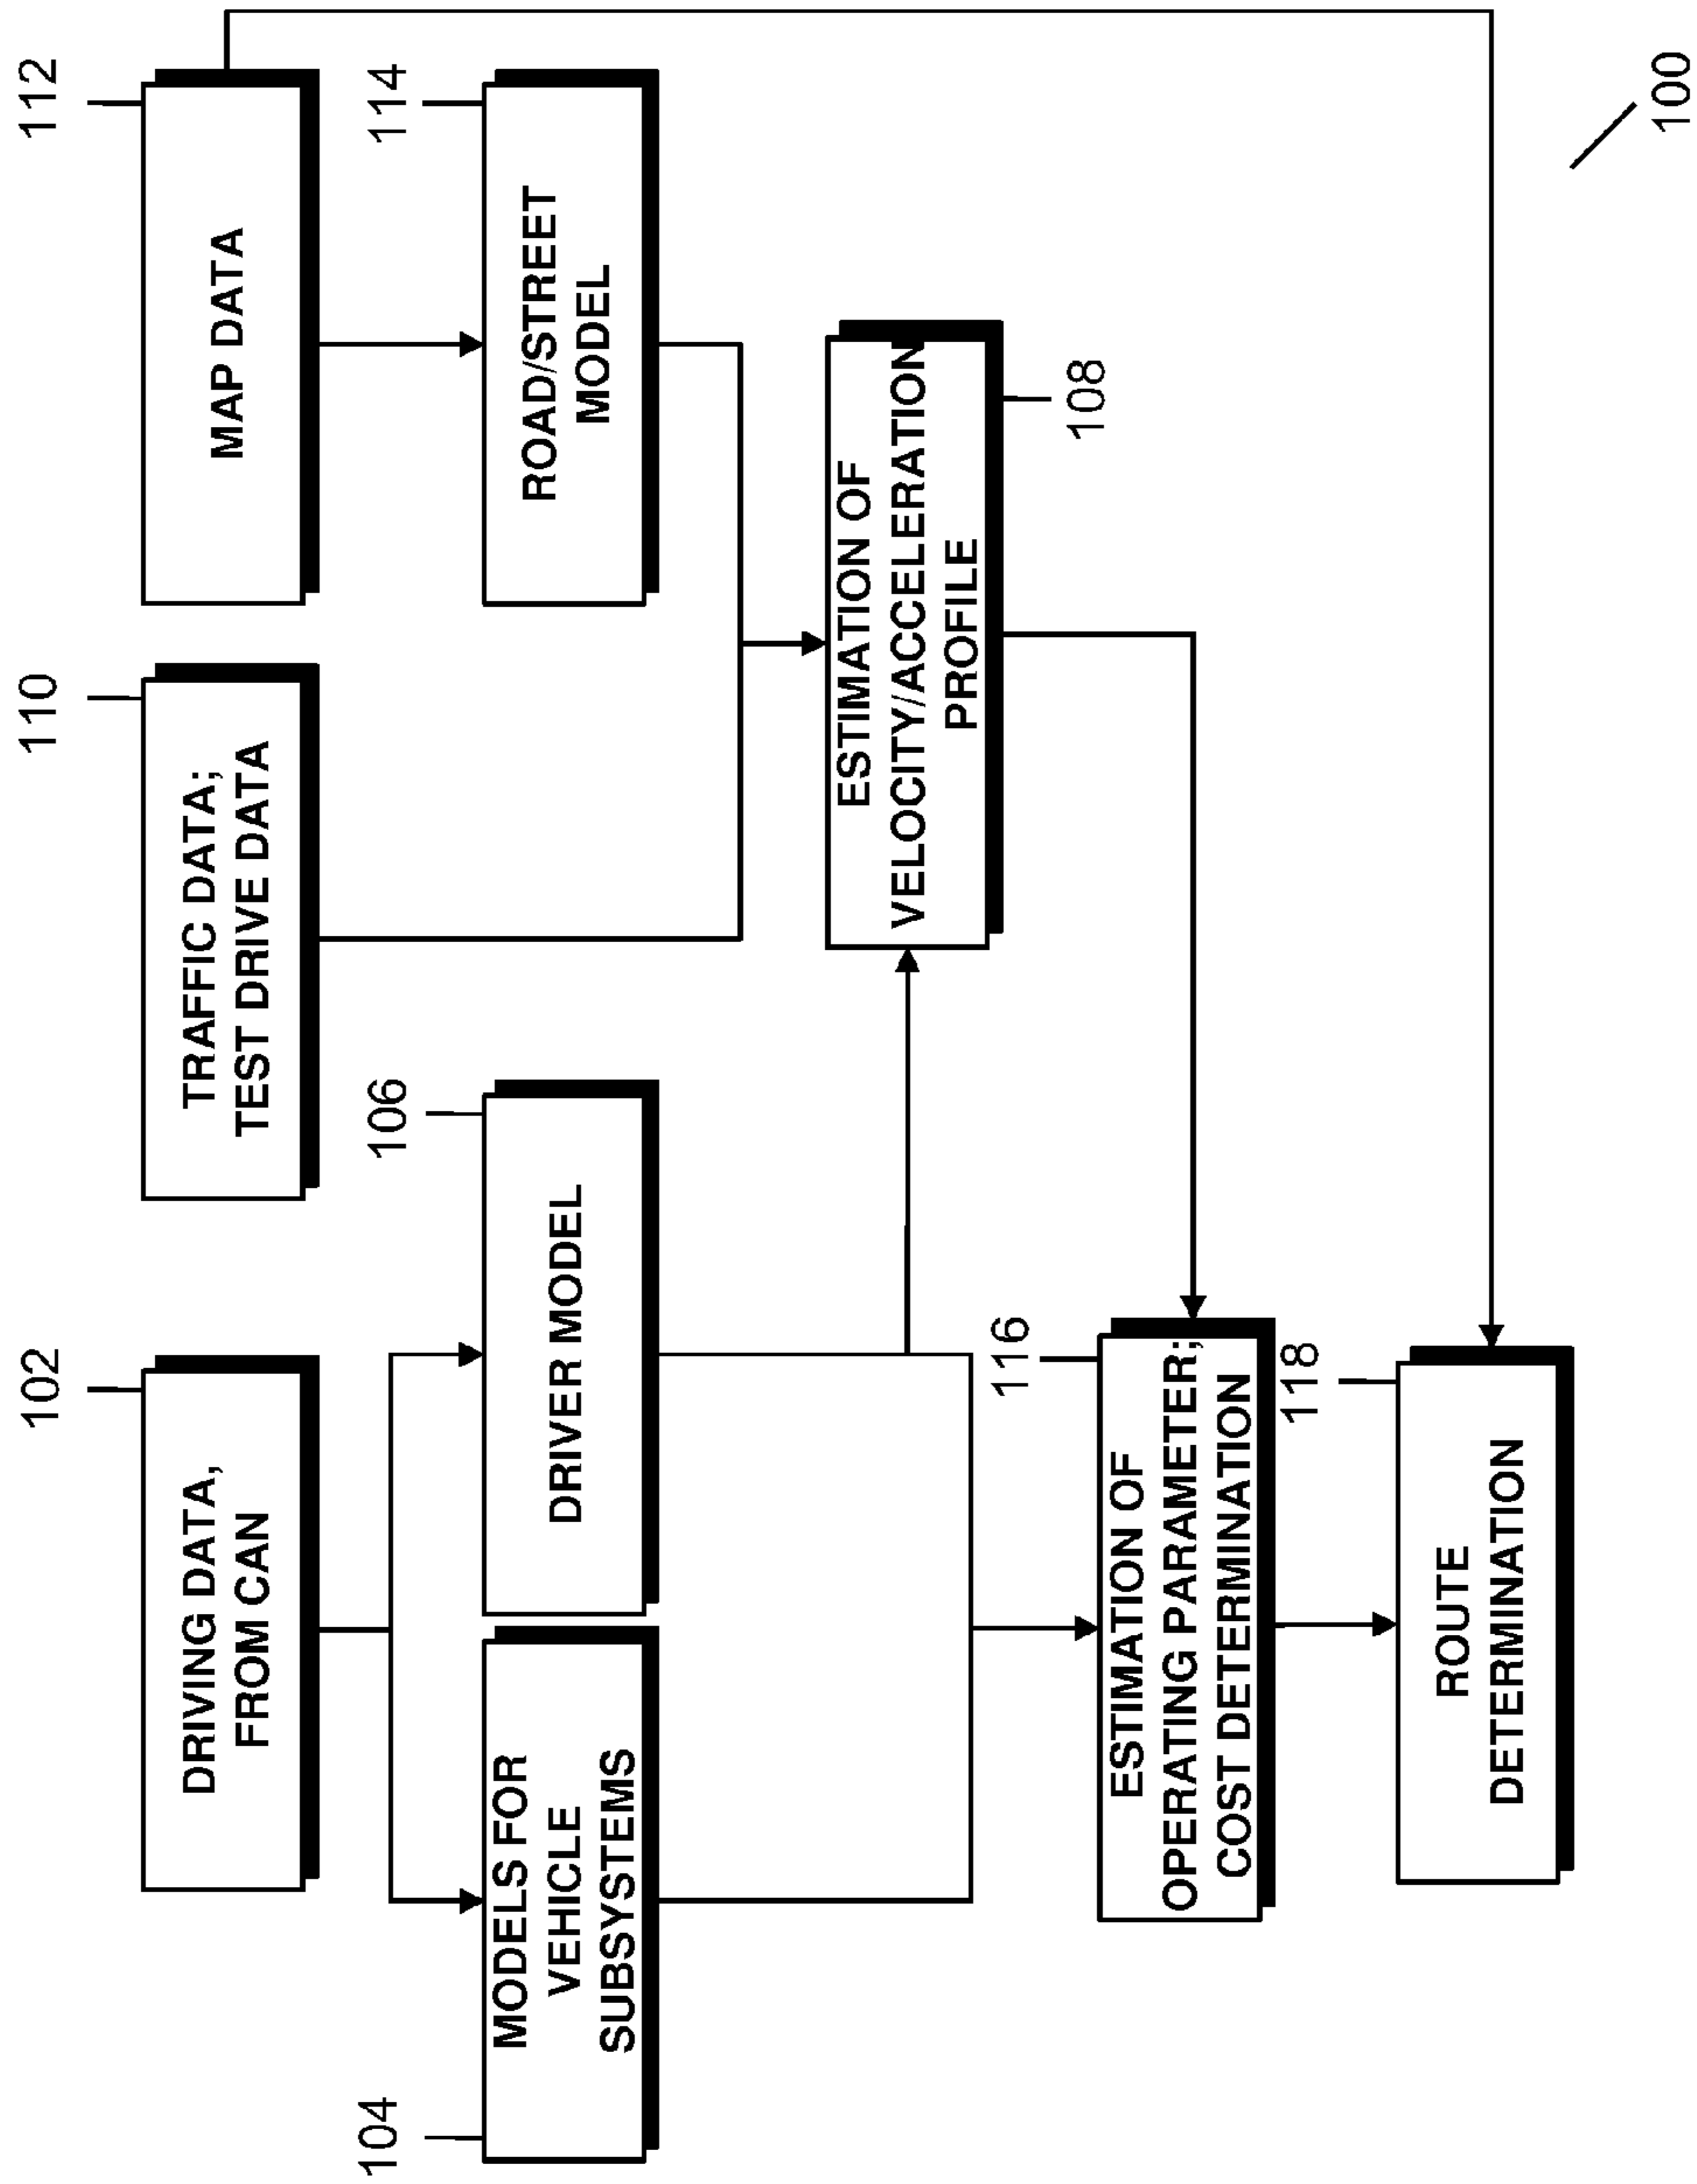 102
DRIVING DATA,
FROM CAN
110
TRAFFIC DATA;
TEST DRIVE DATA
112
MAP DATA
104
MODELS FOR
VEHICLE
SUBSYSTEMS
106
DRIVER MODEL
114
ROAD/STREET
MODEL
ESTIMATION OF
VELOCITY/ACCELERATION
PROFILE
108
116
ESTIMATION OF
OPERATING PARAMETER;
COST DETERMINATION
118
ROUTE
DETERMINATION
100